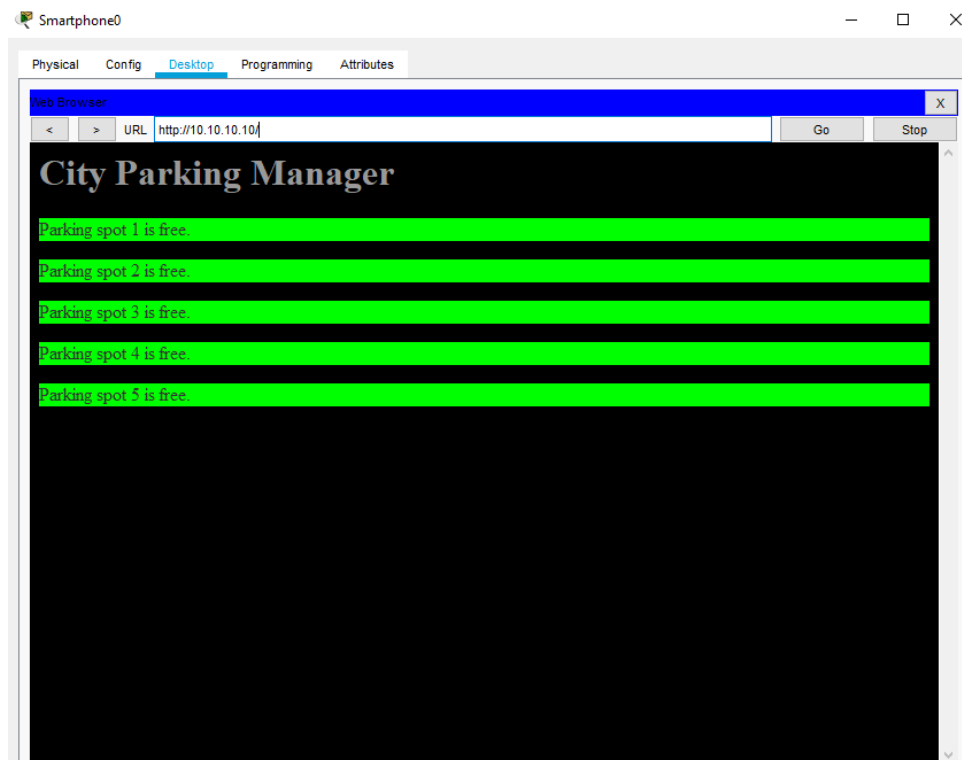 Smartphone0
Physical Config Desktop Programming Attributes
Web Browser
X
< > URL http://10.10.10.10/ Go Stop
City Parking Manager
Parking spot 1 is free.
Parking spot 2 is free.
Parking spot 3 is free.
Parking spot 4 is free.
Parking spot 5 is free.